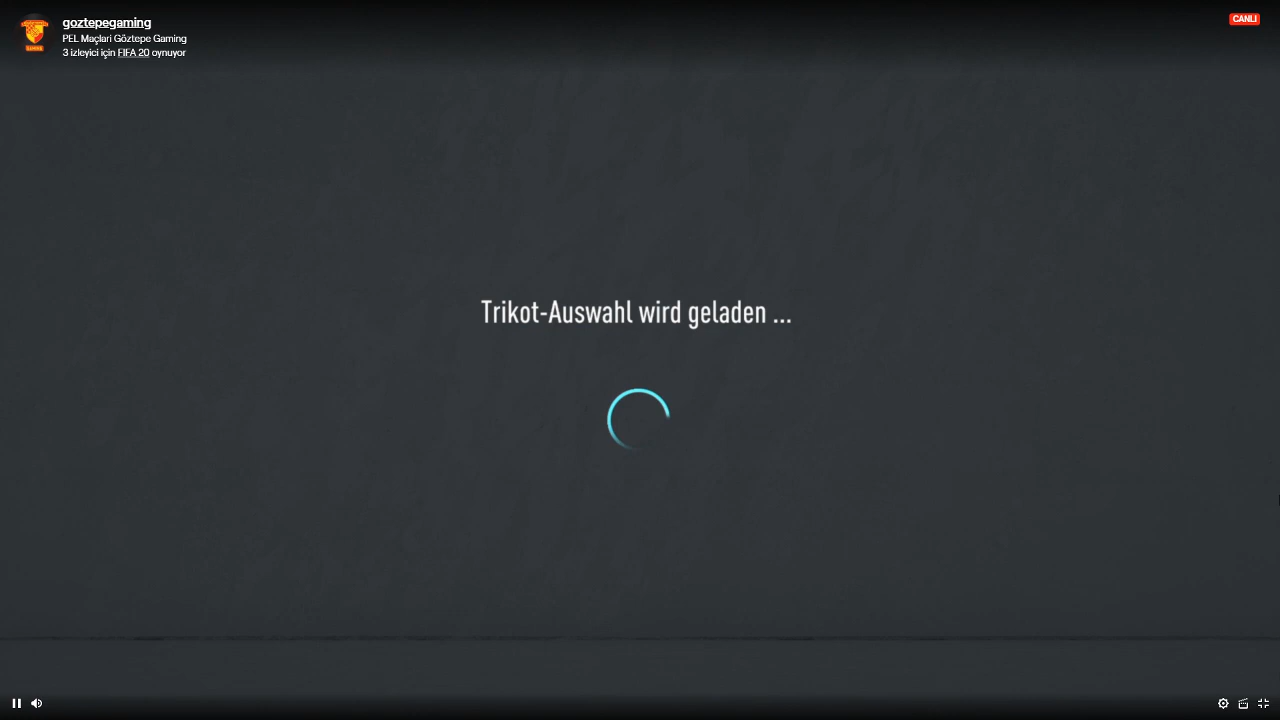 goztepegaming
PEL Maçlari Göztepe Gaming
3 izleyici için FIFA 20 oynuyor
CANLI
Trikot-Auswahl wird geladen ...